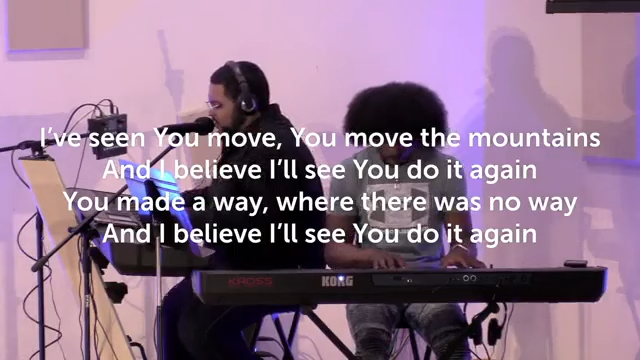 I've seen You move, You move the mountains
And I believe I'll see You do it again
You made a way, where there was no way
And I believe I'll see You do it again
KROSS
KORG